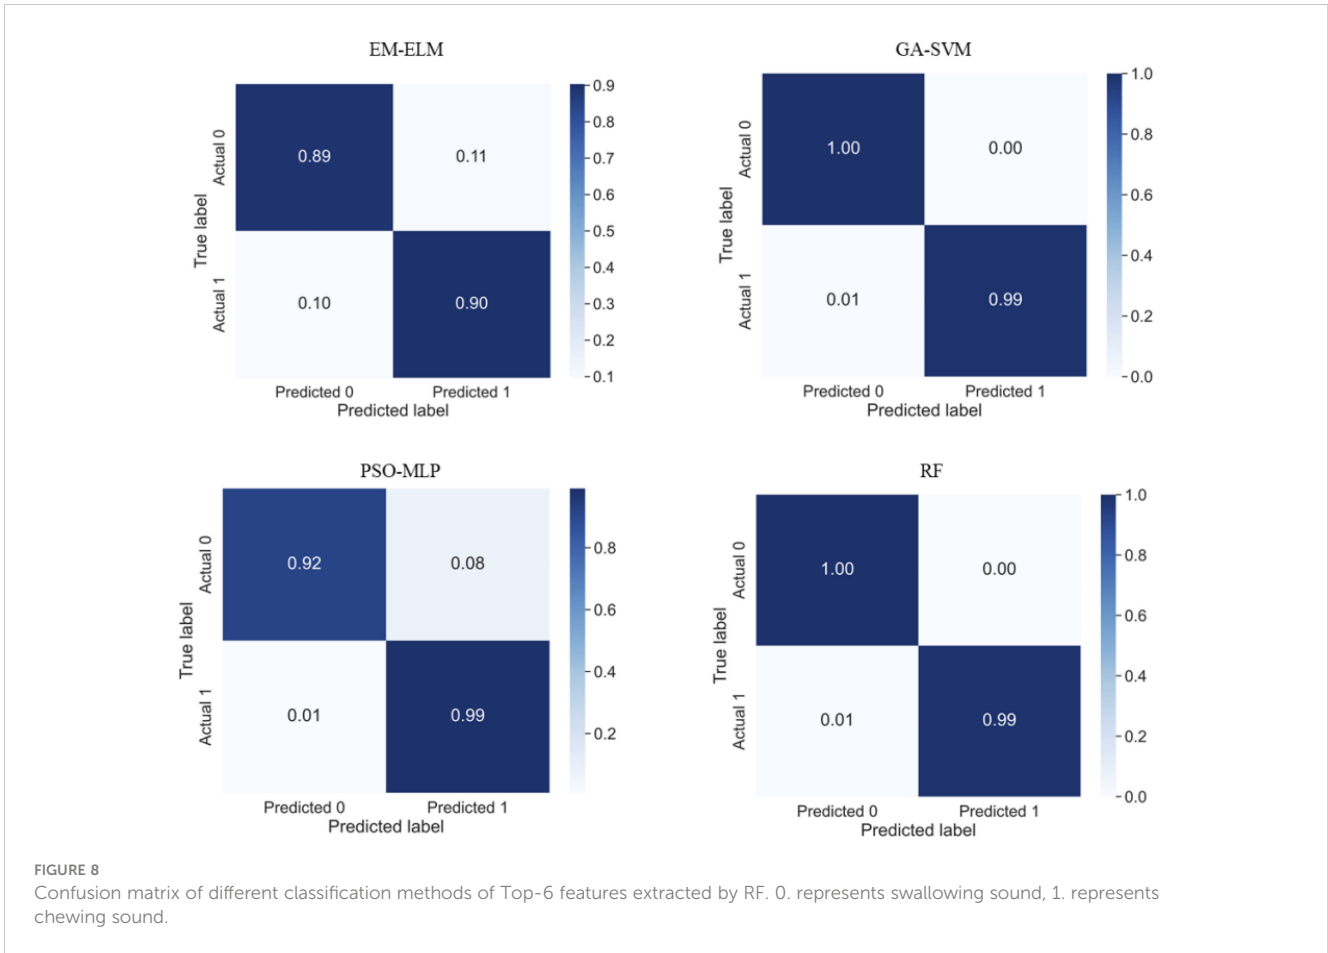 EM-ELM
0.9
0.8
0.7
0.6
0.5
0.4
0.3
0.2
0.1
True label
Actual 0
Actual 1
0.89
0.11
0.10
0.90
Predicted 0
Predicted 1
Predicted label
GA-SVM
1.0
0.8
0.6
0.4
0.2
0.0
True label
Actual 0
Actual 1
1.00
0.00
0.01
0.99
Predicted 0
Predicted 1
Predicted label
PSO-MLP
0.8
0.6
0.4
0.2
True label
Actual 0
Actual 1
0.92
0.08
0.01
0.99
Predicted 0
Predicted 1
Predicted label
RF
1.0
0.8
0.6
0.4
0.2
0.0
True label
Actual 0
Actual 1
1.00
0.00
0.01
0.99
Predicted 0
Predicted 1
Predicted label
FIGURE 8
Confusion matrix of different classification methods of Top-6 features extracted by RF. 0. represents swallowing sound, 1. represents
chewing sound.